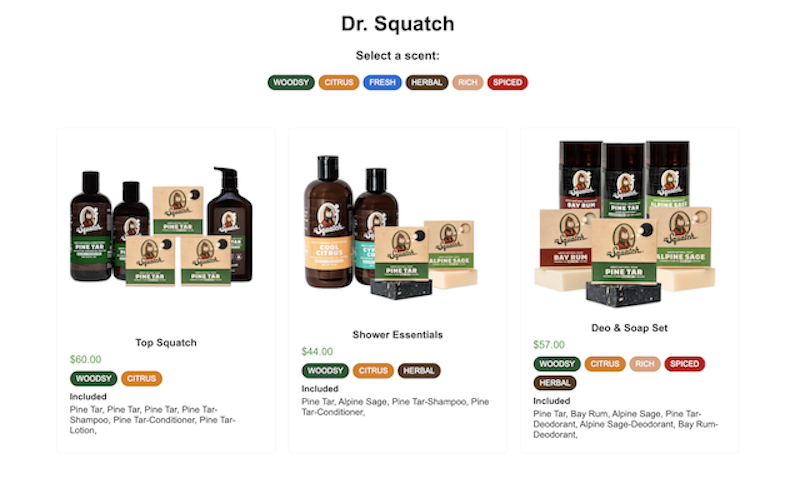 Dr. Squatch
Select a scent:
WOODSY CITRUS FRESH HERBAL RICH SPICED
Squatch.
PINE TAR
PINE TAR
PINE TAR
PINE TAR
COOL
CITRUS
Squatch.
PINE TAR
ALPINE SAGE
BAY RUM
PINE TAR
ALPINE SAGE
Squatch.
BAY RUM
PINE TAR
ALPINE SAGE
Top Squatch
$60.00
WOODSY CITRUS
Included
Pine Tar, Pine Tar, Pine Tar, Pine Tar-
Shampoo, Pine Tar-Conditioner, Pine Tar-
Lotion,
Shower Essentials
$44.00
WOODSY CITRUS HERBAL
Included
Pine Tar, Alpine Sage, Pine Tar-Shampoo, Pine
Tar-Conditioner,
Deo & Soap Set
$57.00
WOODSY CITRUS RICH SPICED
HERBAL
Included
Pine Tar, Bay Rum, Alpine Sage, Pine Tar-
Deodorant, Alpine Sage-Deodorant, Bay Rum-
Deodorant,